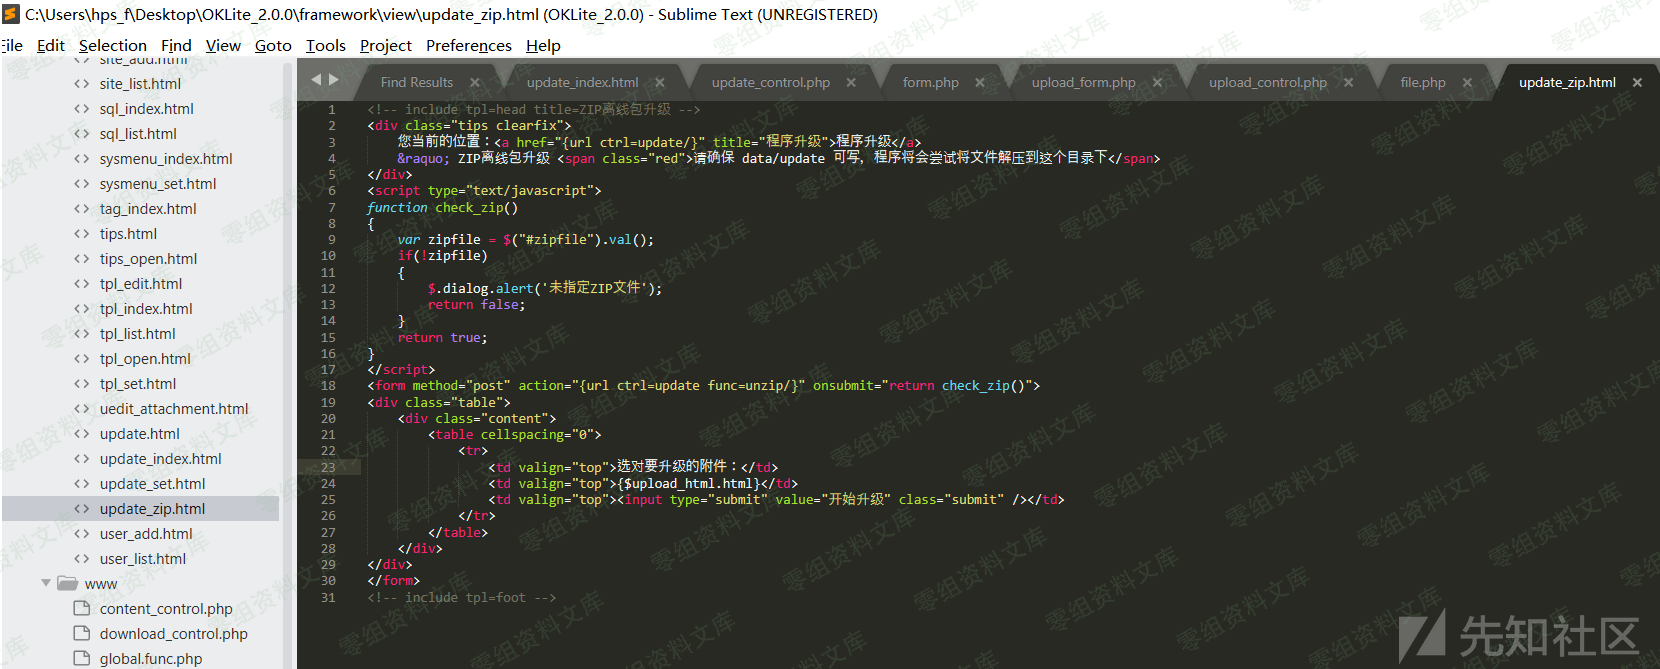 C:\Users\hps_f\Desktop\OKLite_2.0.0\framework\view\update_zip.html (OKLite_2.0.0) - Sublime Text (UNREGISTERED)
File Edit Selection Find View Goto Tools Project Preferences Help
site_add.html
site_list.html
sql_index.html
sql_list.html
sysmenu_index.html
sysmenu_set.html
tag_index.html
tips.html
tips_open.html
tpl_edit.html
tpl_index.html
tpl_list.html
tpl_open.html
tpl_set.html
uedit_attachment.html
update.html
update_index.html
update_set.html
update_zip.html
user_add.html
user_list.html
www
content_control.php
download_control.php
global.func.php
Find Results × update_index.html × update_control.php × form.php × upload_form.php × upload_control.php × file.php × update_zip.html ×
1 <!-- include tpl=head title=ZIP离线包升级 -->
2 <div class="tips clearfix">
3 您当前的位置：<a href="{url ctrl=update/}" title="程序升级">程序升级</a>
4 &raquo; ZIP离线包升级 <span class="red">请确保 data/update 可写，程序将会尝试将文件解压到这个目录下</span>
5 </div>
6 <script type="text/javascript">
7 function check_zip()
8 {
9 var zipfile = $("#zipfile").val();
10 if(!zipfile)
11 {
12 $.dialog.alert('未指定ZIP文件');
13 return false;
14 }
15 return true;
16 }
17 </script>
18 <form method="post" action="{url ctrl=update func=unzip/}" onsubmit="return check_zip()">
19 <div class="table">
20 <div class="content">
21 <table cellspacing="0">
22 <tr>
23 <td valign="top">选对要升级的附件：</td>
24 <td valign="top">{$upload_html.html}</td>
25 <td valign="top"><input type="submit" value="开始升级" class="submit" /></td>
26 </tr>
27 </table>
28 </div>
29 </div>
30 </form>
31 <!-- include tpl=foot -->
零组资料文库
先知社区